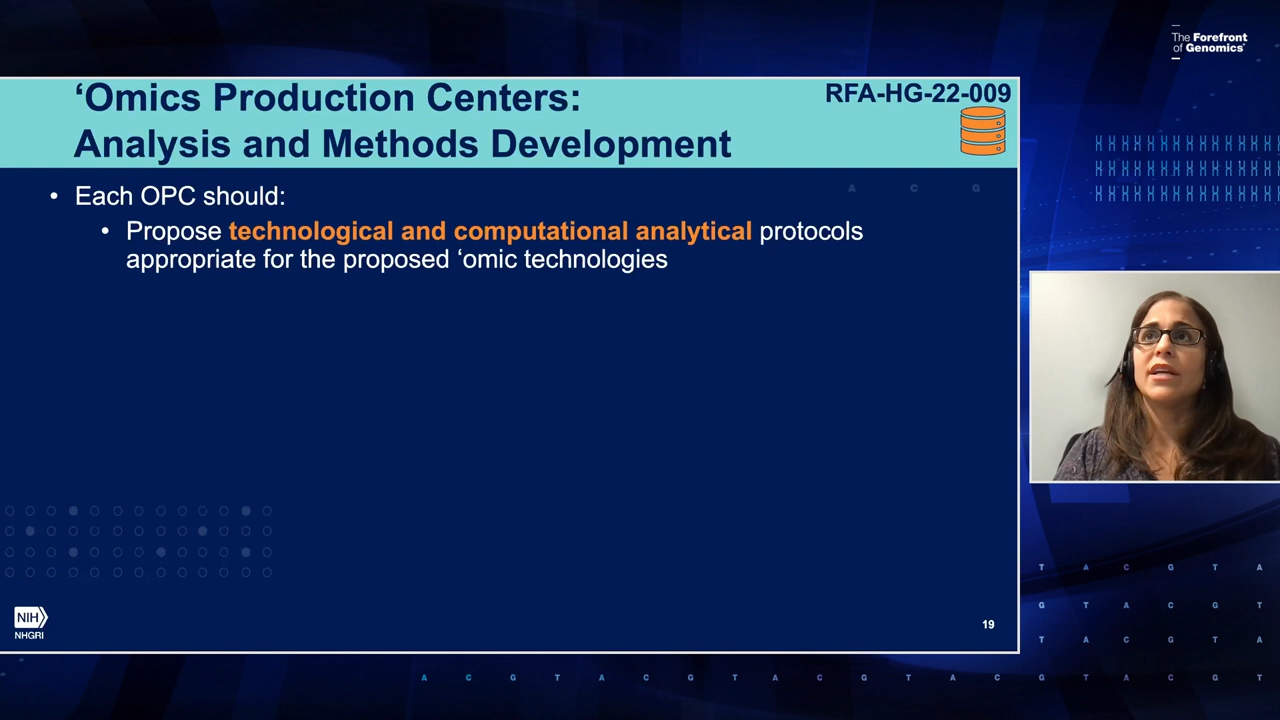 The Forefront
of Genomics®
‘Omics Production Centers:
Analysis and Methods Development
RFA-HG-22-009
• Each OPC should:
• Propose technological and computational analytical protocols
appropriate for the proposed ‘omic technologies
A C G
NIH
NHGRI
19
T A C G T A
G T A C G T
T A C G T A
A C G T A C G T A C G T A C G T A C G T